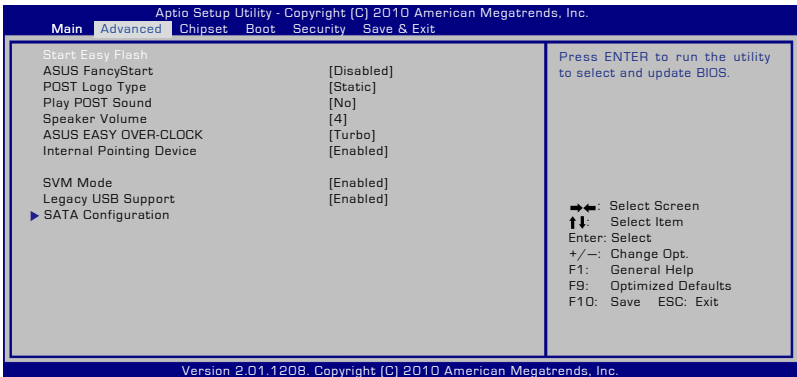 Aptio Setup Utility - Copyright (C) 2010 American Megatrends, Inc.
Main Advanced Chipset Boot Security Save & Exit
Start Easy Flash
ASUS FancyStart [Disabled]
POST Logo Type [Static]
Play POST Sound [No]
Speaker Volume [4]
ASUS EASY OVER-CLOCK [Turbo]
Internal Pointing Device [Enabled]
SVM Mode [Enabled]
Legacy USB Support [Enabled]
SATA Configuration
Press ENTER to run the utility
to select and update BIOS.
→←: Select Screen
↑↓: Select Item
Enter: Select
+/—: Change Opt.
F1: General Help
F9: Optimized Defaults
F10: Save ESC: Exit
Version 2.01.1208. Copyright (C) 2010 American Megatrends, Inc.